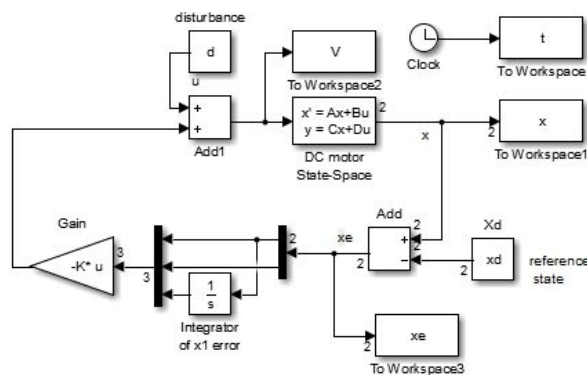 disturbance
d
u
+
+
Add1
V
To Workspace2
Clock
t
To Workspace
x' = Ax+Bu
y = Cx+Du
2
DC motor
State-Space
x
2
x
To Workspace1
Gain
-K* u
3
3
1
s
Integrator
of x1 error
2
xe
2
Add
+
−
2
2
Xd
xd
2
reference
state
2
xe
To Workspace3